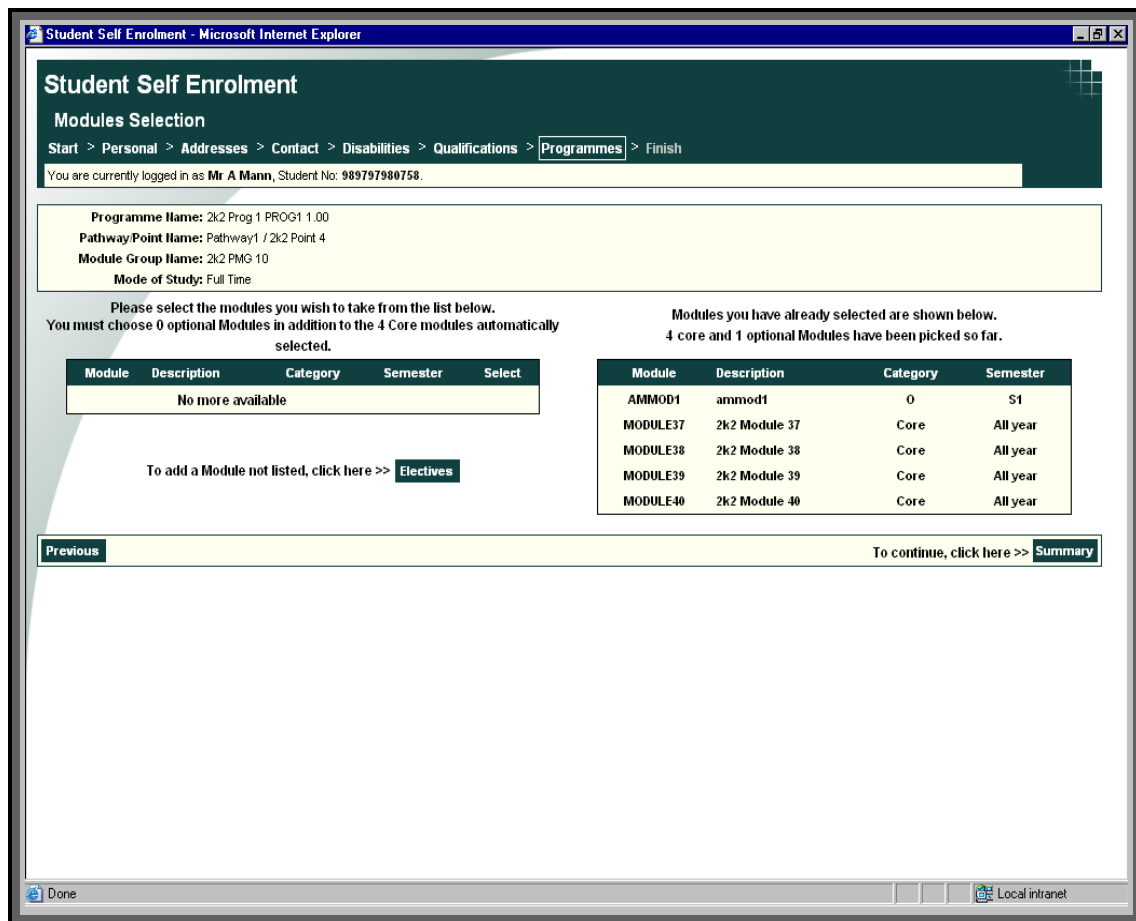 Student Self Enrolment - Microsoft Internet Explorer
Student Self Enrolment
Modules Selection
Start > Personal > Addresses > Contact > Disabilities > Qualifications > Programmes > Finish
You are currently logged in as Mr A Mann, Student No: 989797980758.
Programme Name: 2k2 Prog 1 PROG1 1.00
Pathway/Point Name: Pathway1 / 2k2 Point 4
Module Group Name: 2k2 PMG 10
Mode of Study: Full Time
Please select the modules you wish to take from the list below.
You must choose 0 optional Modules in addition to the 4 Core modules automatically
selected.
Module Description Category Semester Select
No more available
To add a Module not listed, click here >> Electives
Modules you have already selected are shown below.
4 core and 1 optional Modules have been picked so far.
Module Description Category Semester
AMMOD1 ammod1 O S1
MODULE37 2k2 Module 37 Core All year
MODULE38 2k2 Module 38 Core All year
MODULE39 2k2 Module 39 Core All year
MODULE40 2k2 Module 40 Core All year
Previous To continue, click here >> Summary
Done Local intranet